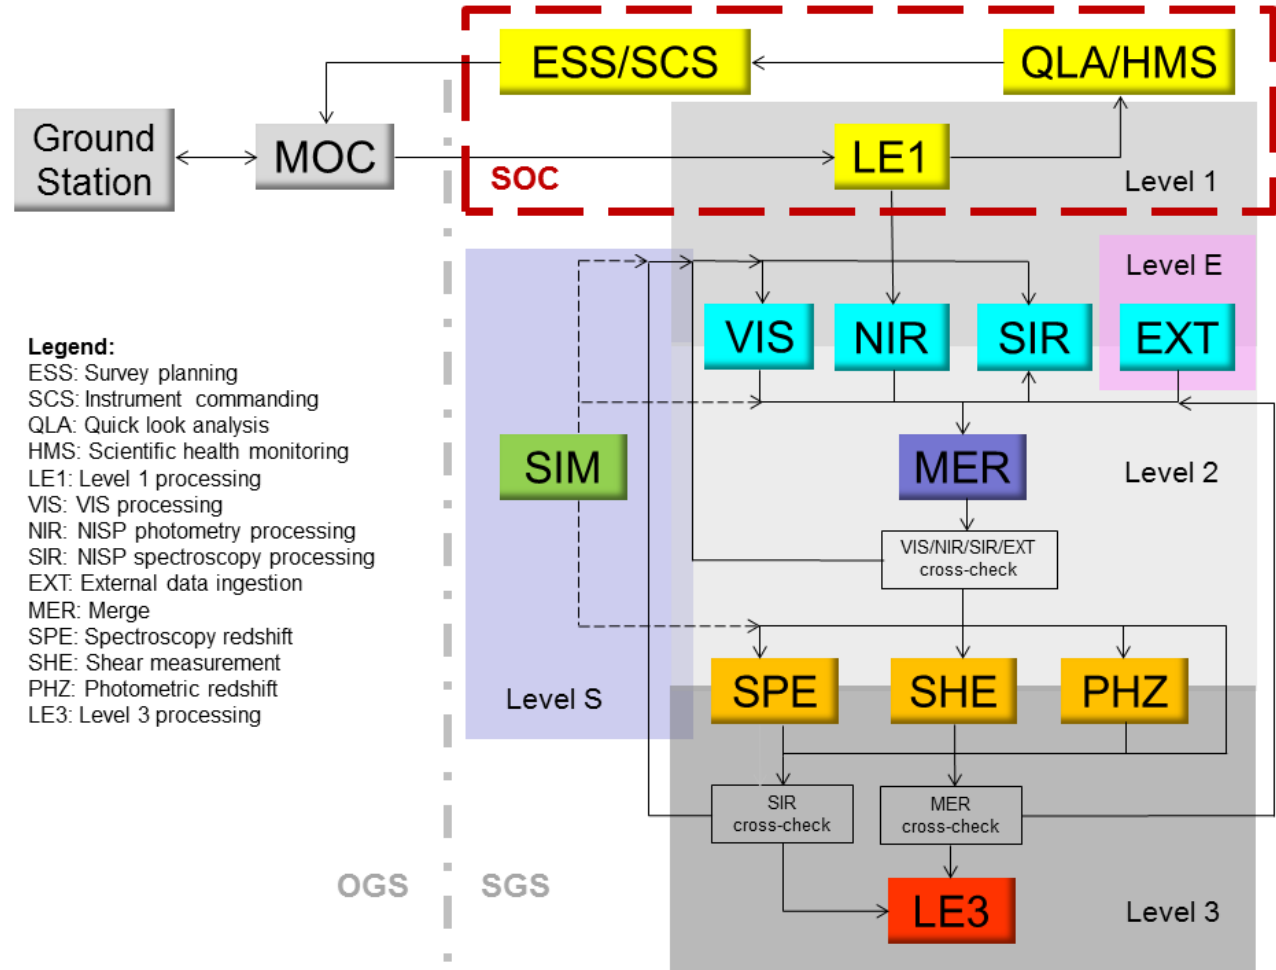 ESS/SCS
QLA/HMS
Ground
Station
MOC
LE1
SOC
Level 1
Level E
VIS
NIR
SIR
EXT
Legend:
ESS: Survey planning
SCS: Instrument commanding
QLA: Quick look analysis
HMS: Scientific health monitoring
LE1: Level 1 processing
VIS: VIS processing
NIR: NISP photometry processing
SIR: NISP spectroscopy processing
EXT: External data ingestion
MER: Merge
SPE: Spectroscopy redshift
SHE: Shear measurement
PHZ: Photometric redshift
LE3: Level 3 processing
SIM
MER
Level 2
VIS/NIR/SIR/EXT
cross-check
Level S
SPE
SHE
PHZ
SIR
cross-check
MER
cross-check
OGS
SGS
LE3
Level 3